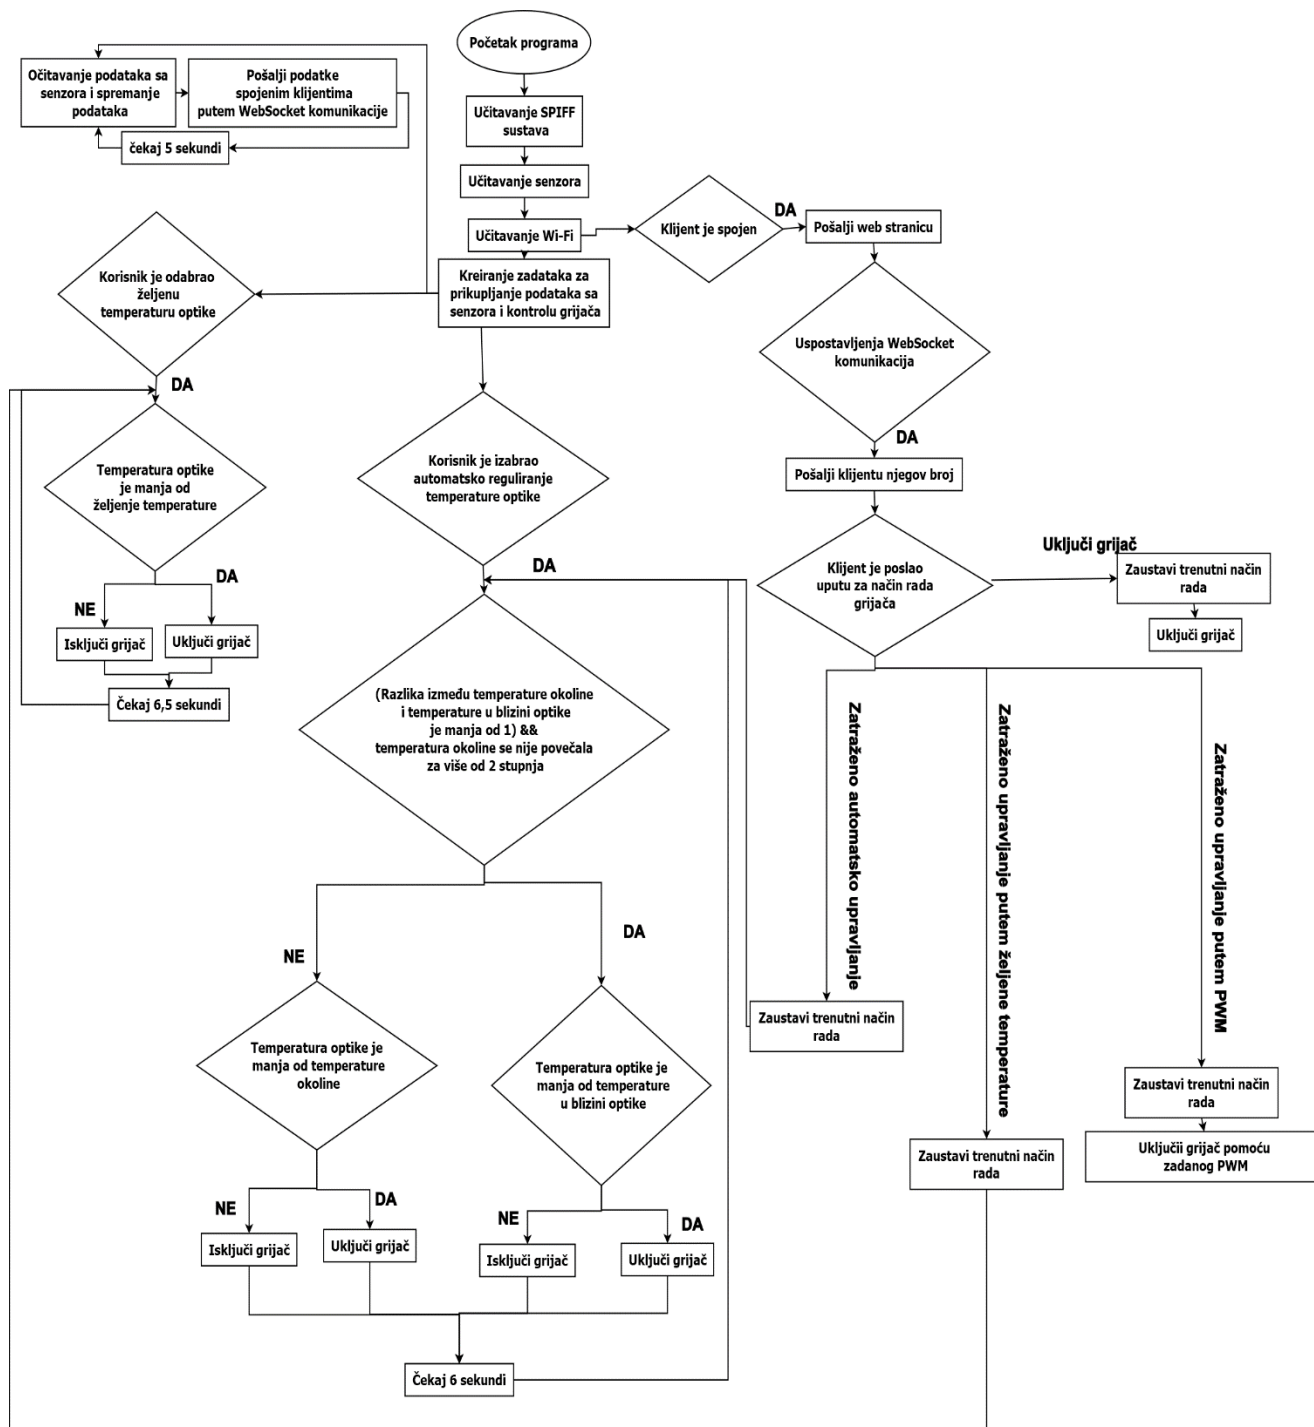 Početak programa
Učitavanje SPIFF
sustava
Učitavanje senzora
Učitavanje Wi-Fi
Kreiranje zadataka za
prikupljanje podataka sa
senzora i kontrolu grijača
Očitavanje podataka sa
senzora i spremanje
podataka
Pošalji podatke
spojenim klijentima
putem WebSocket komunikacije
čekaj 5 sekundi
Korisnik je odabrao
željenu
temperaturu optike
DA
Temperatura optike
je manja od
željenje temperature
NE
DA
Isključi grijač
Uključi grijač
Čekaj 6,5 sekundi
Korisnik je izabrao
automatsko reguliranje
temperature optike
DA
(Razlika između temperature okoline
i temperature u blizini optike
je manja od 1) &&
temperatura okoline se nije povečala
za više od 2 stupnja
NE
DA
Temperatura optike je
manja od temperature
okoline
Temperatura optike je
manja od temperature
u blizini optike
NE
DA
Isključi grijač
Uključi grijač
NE
DA
Isključi grijač
Uključi grijač
Čekaj 6 sekundi
Klijent je spojen
DA
Pošalji web stranicu
Uspostavljenja WebSocket
komunikacija
DA
Pošalji klijentu njegov broj
Klijent je poslao
uputu za način rada
grijača
Uključi grijač
Zaustavi trenutni način
rada
Uključi grijač
Zatraženo automatsko upravljanje
Zaustavi trenutni način
rada
Zatraženo upravljanje putem željene temperature
Zaustavi trenutni način
rada
Zatraženo upravljanje putem PWM
Zaustavi trenutni način
rada
Uključii grijač pomoću
zadanog PWM